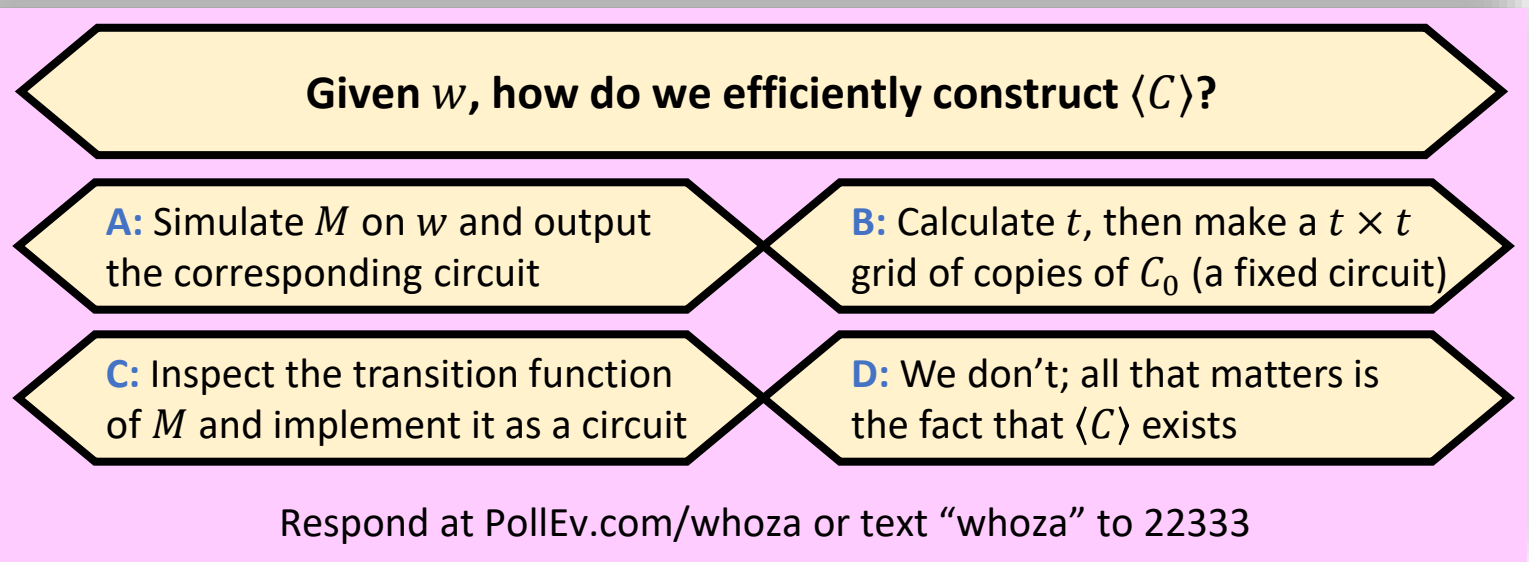 Given w, how do we efficiently construct ⟨C⟩?
A: Simulate M on w and output
the corresponding circuit
B: Calculate t, then make a t × t
grid of copies of C₀ (a fixed circuit)
C: Inspect the transition function
of M and implement it as a circuit
D: We don’t; all that matters is
the fact that ⟨C⟩ exists
Respond at PollEv.com/whoza or text “whoza” to 22333